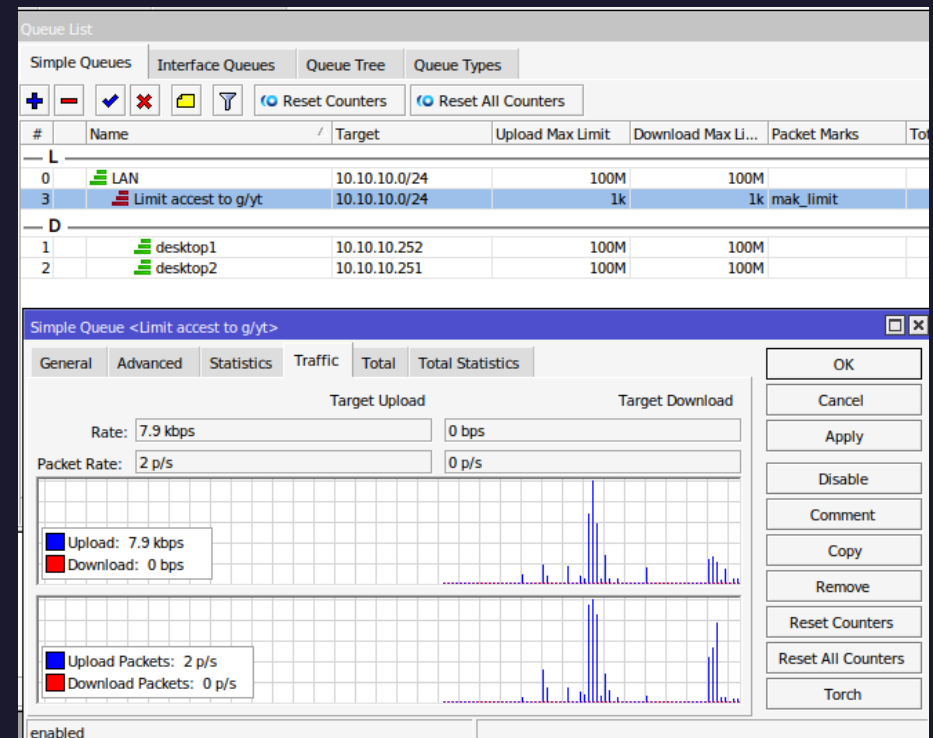 Queue List
Simple Queues Interface Queues Queue Tree Queue Types
Reset Counters Reset All Counters
# Name / Target Upload Max Limit Download Max Li... Packet Marks Tot
L
0 LAN 10.10.10.0/24 100M 100M
3 Limit accest to g/yt 10.10.10.0/24 1k 1k mak_limit
D
1 desktop1 10.10.10.252 100M 100M
2 desktop2 10.10.10.251 100M 100M
Simple Queue <Limit accest to g/yt>
General Advanced Statistics Traffic Total Total Statistics
OK
Target Upload Target Download
Cancel
Rate: 7.9 kbps 0 bps
Apply
Packet Rate: 2 p/s 0 p/s
Disable
Comment
Upload: 7.9 kbps
Copy
Download: 0 bps
Remove
Reset Counters
Upload Packets: 2 p/s
Reset All Counters
Download Packets: 0 p/s
Torch
enabled